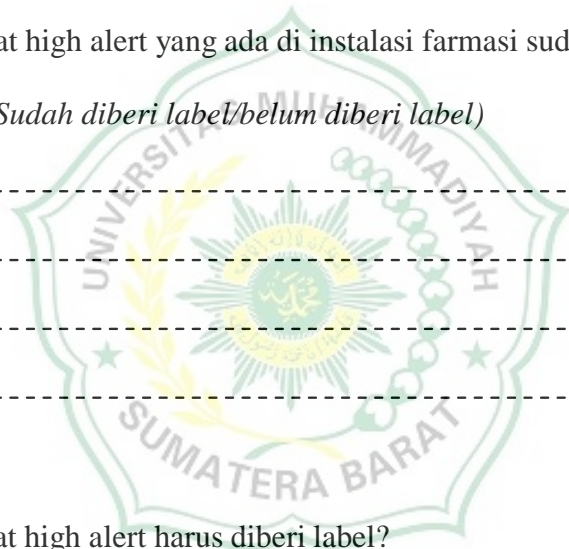 at high alert yang ada di instalasi farmasi sud
Sudah diberi label/belum diberi label)
UNIVERSITAS MUHAMMADIYAH
SUMATERA BARAT
at high alert harus diberi label?